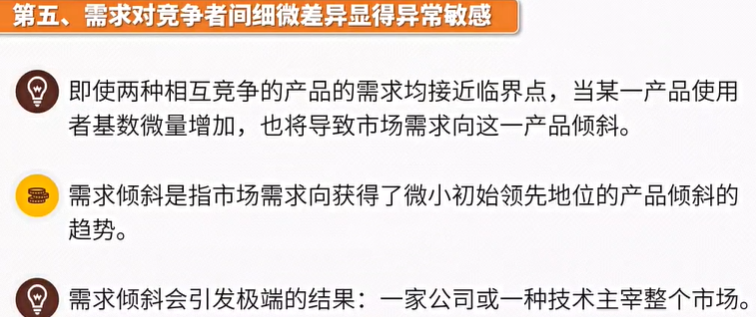 第五、需求对竞争者间细微差异显得异常敏感
即使两种相互竞争的产品的需求均接近临界点，当某一产品使用
者基数微量增加，也将导致市场需求向这一产品倾斜。
需求倾斜是指市场需求向获得了微小初始领先地位的产品倾斜的
趋势。
需求倾斜会引发极端的结果：一家公司或一种技术主宰整个市场。